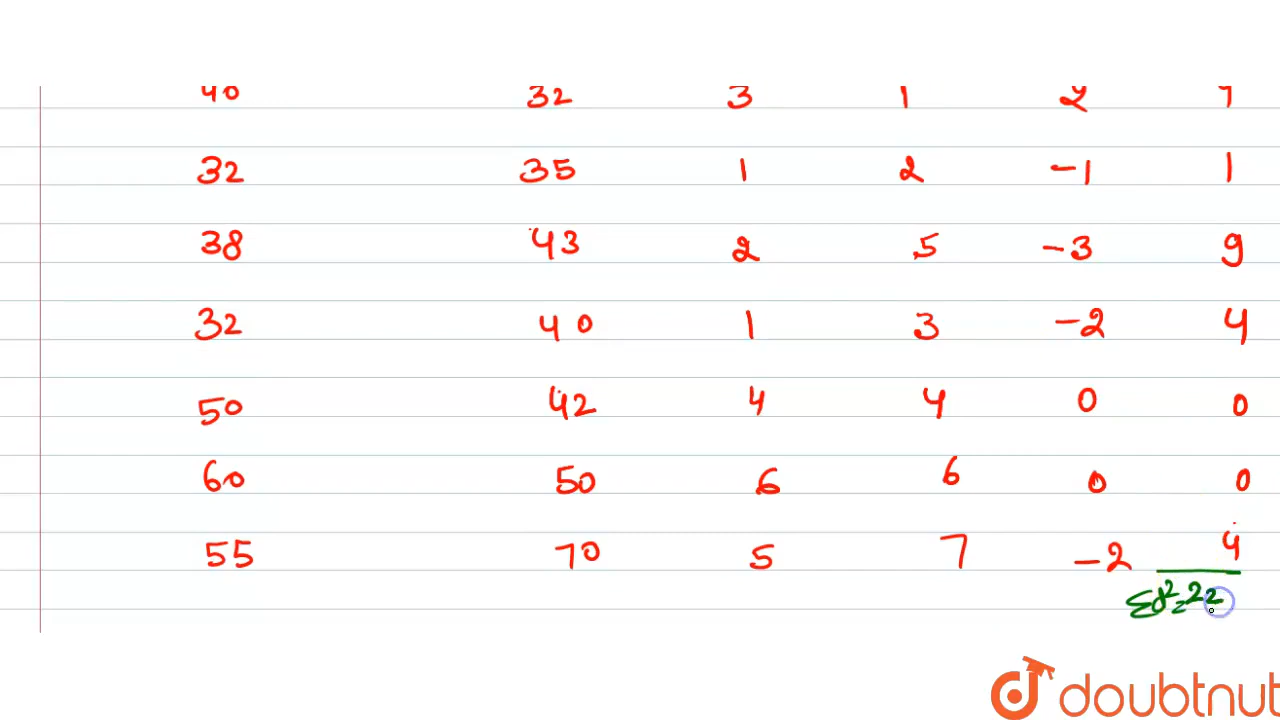 40 32 3 1 2 4
32 35 1 2 -1 1
38 43 2 5 -3 9
32 40 1 3 -2 4
50 42 4 4 0 0
60 50 6 6 0 0
55 70 5 7 -2 4
Σd²=22
doubtnut